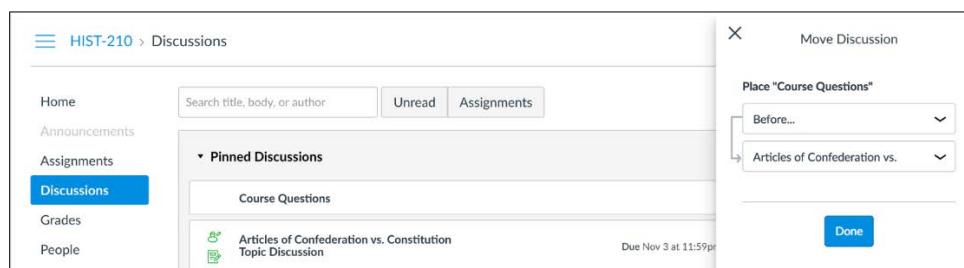 HIST-210 › Discussions
Home
Announcements
Assignments
Discussions
Grades
People
Search title, body, or author
Unread
Assignments
Pinned Discussions
Course Questions
Articles of Confederation vs. Constitution
Topic Discussion
Due Nov 3 at 11:59p
Move Discussion
Place "Course Questions"
Before...
Articles of Confederation vs.
Done